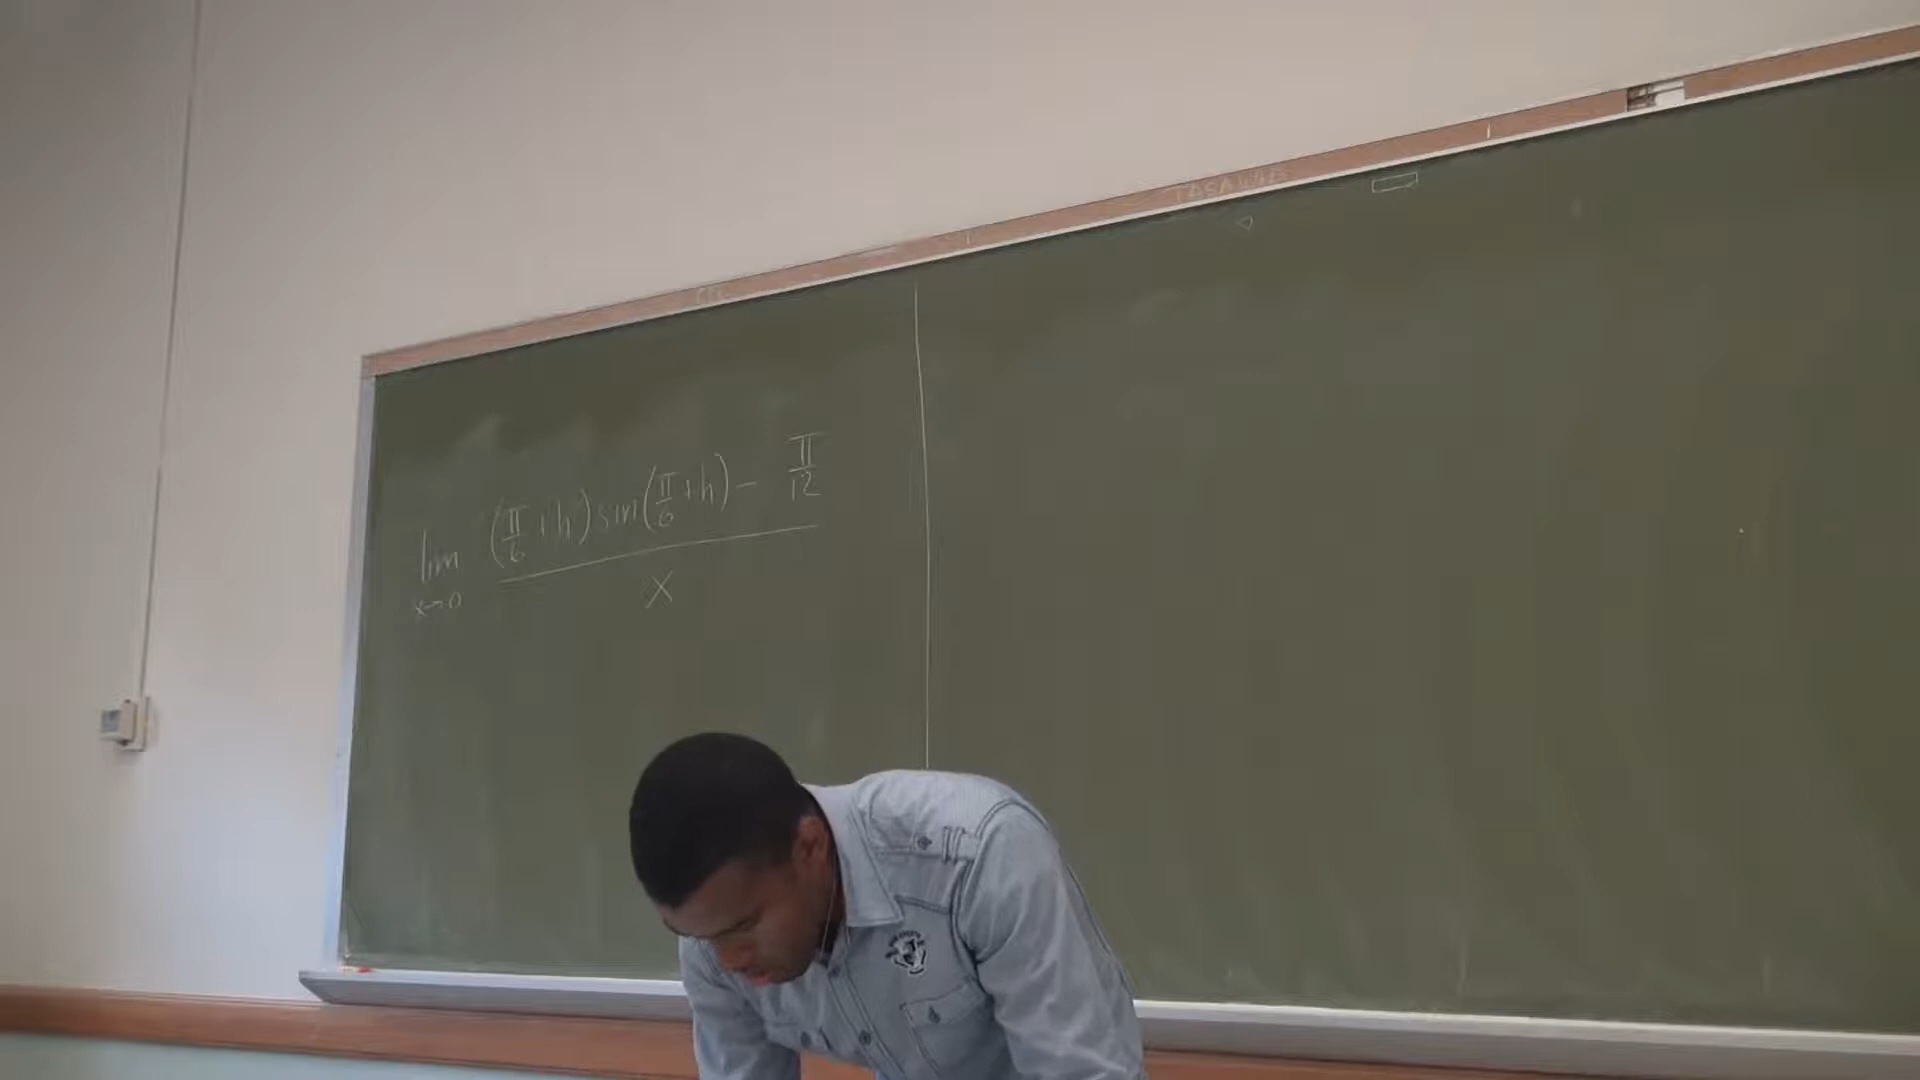 lim x→0 ((π/6 + h) sin(π/6 + h) − π/12) / x